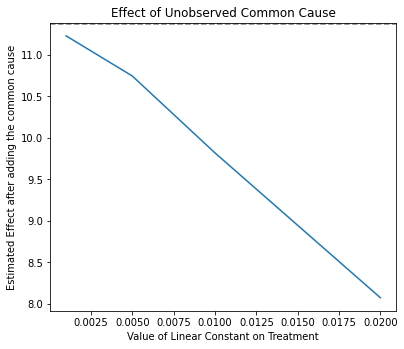 Effect of Unobserved Common Cause
Estimated Effect after adding the common cause
11.0
10.5
10.0
9.5
9.0
8.5
8.0
0.0025 0.0050 0.0075 0.0100 0.0125 0.0150 0.0175 0.0200
Value of Linear Constant on Treatment